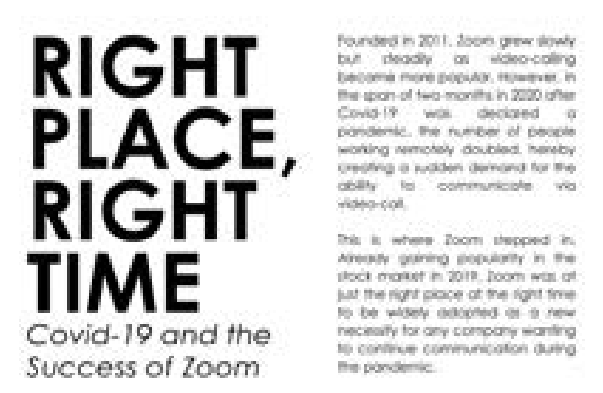 RIGHT
PLACE,
RIGHT
TIME
Covid-19 and the
Success of Zoom
Founded in 2011, Zoom grew slowly
but steadily as video-calling
became more popular. However, in
the span of two months in 2020 after
Covid-19 was declared a
pandemic, the number of people
working remotely doubled, hereby
creating a sudden demand for the
ability to communicate via
video-call.
This is where Zoom stepped in.
Already gaining popularity in the
stock market in 2019, Zoom was at
just the right place at the right time
to be widely adopted as a new
necessity for any company wanting
to continue communication during
the pandemic.